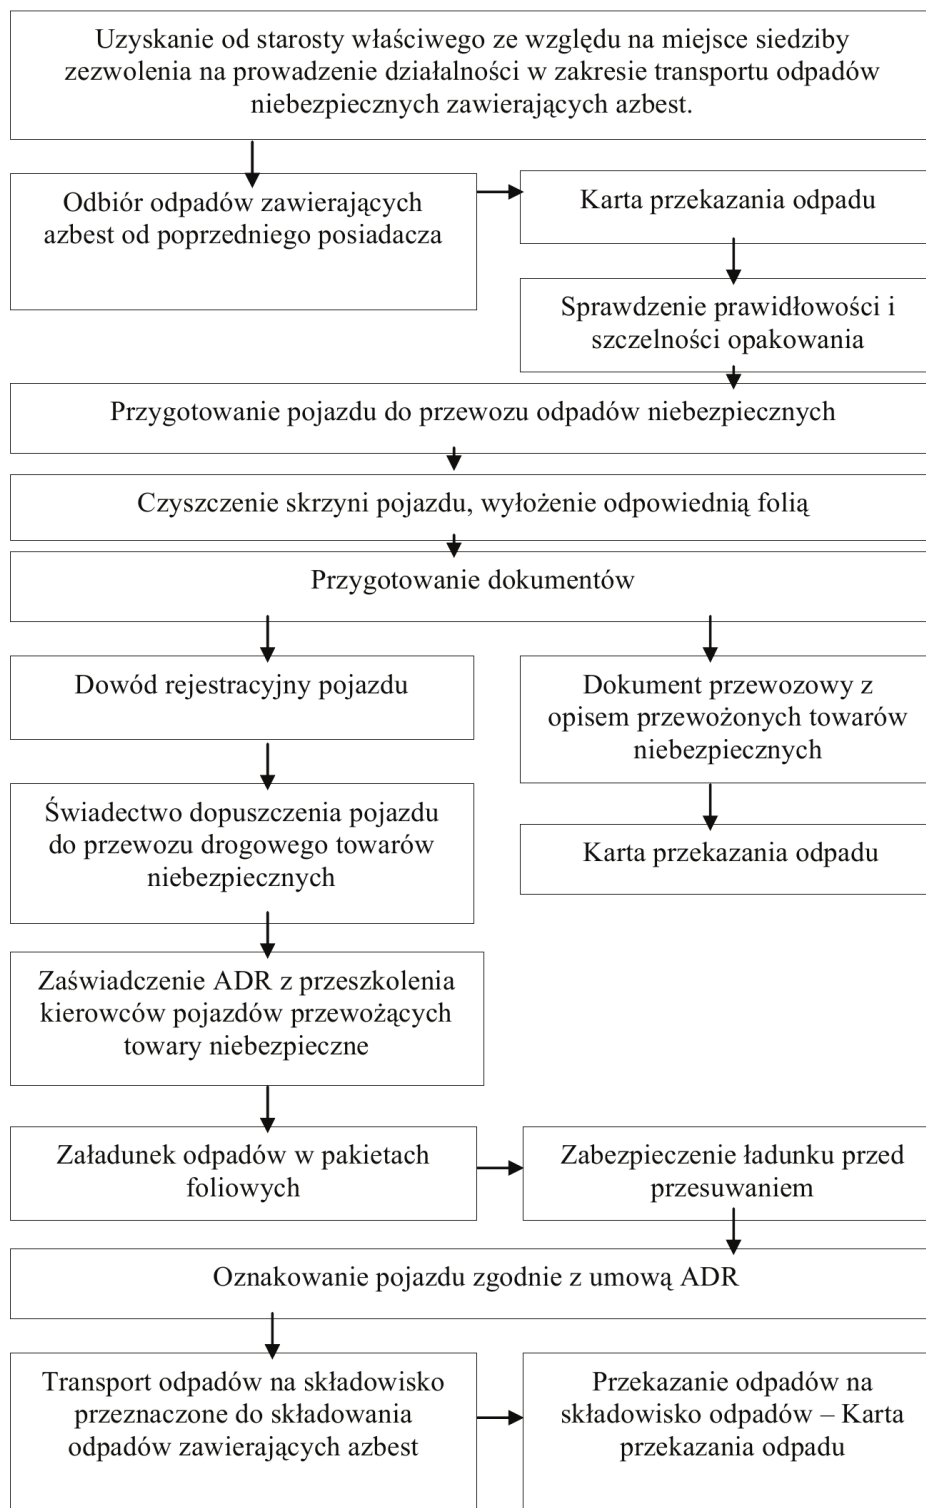 Uzyskanie od starosty właściwego ze względu na miejsce siedziby
zezwolenia na prowadzenie działalności w zakresie transportu odpadów
niebezpiecznych zawierających azbest.
Odbiór odpadów zawierających
azbest od poprzedniego posiadacza
Karta przekazania odpadu
Sprawdzenie prawidłowości i
szczelności opakowania
Przygotowanie pojazdu do przewozu odpadów niebezpiecznych
Czyszczenie skrzyni pojazdu, wyłożenie odpowiednią folią
Przygotowanie dokumentów
Dowód rejestracyjny pojazdu
Świadectwo dopuszczenia pojazdu
do przewozu drogowego towarów
niebezpiecznych
Zaświadczenie ADR z przeszkolenia
kierowców pojazdów przewożących
towary niebezpieczne
Dokument przewozowy z
opisem przewożonych towarów
niebezpiecznych
Karta przekazania odpadu
Załadunek odpadów w pakietach
foliowych
Zabezpieczenie ładunku przed
przesuwaniem
Oznakowanie pojazdu zgodnie z umową ADR
Transport odpadów na składowisko
przeznaczone do składowania
odpadów zawierających azbest
Przekazanie odpadów na
składowisko odpadów – Karta
przekazania odpadu